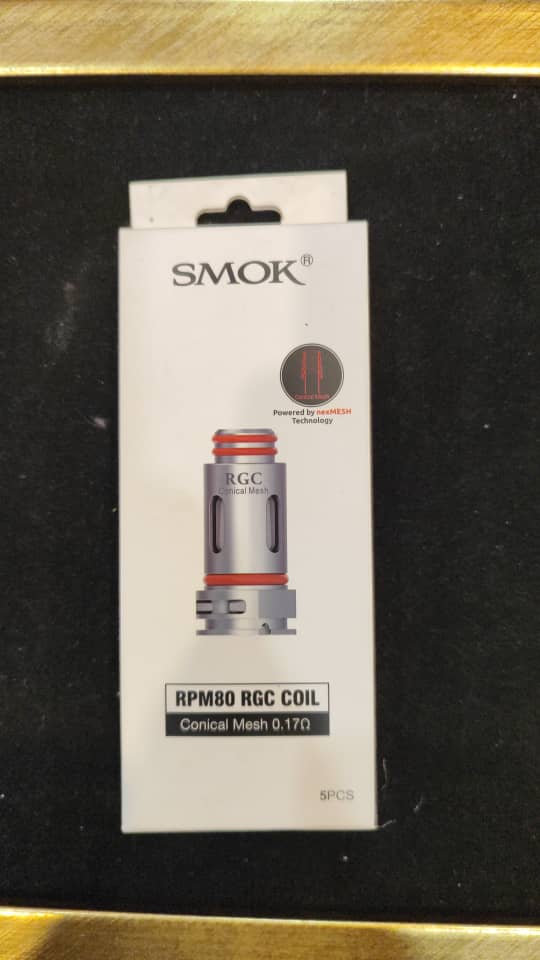 SMOK®
Conical Mesh
Powered by nexMESH
Technology
RGC
Conical Mesh
RPM80 RGC COIL
Conical Mesh 0.17Ω
5PCS